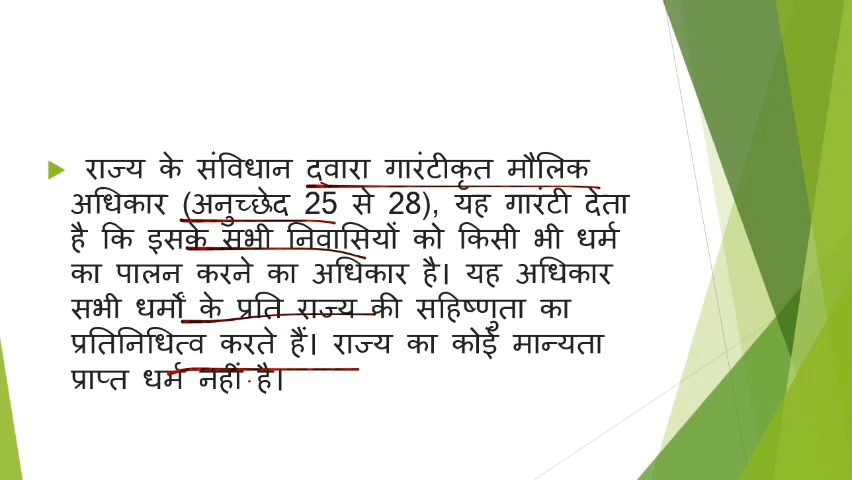 राज्य के संविधान द्वारा गारंटीकृत मौलिक
अधिकार (अनुच्छेद 25 से 28), यह गारंटी देता
है कि इसके सभी निवासियों को किसी भी धर्म
का पालन करने का अधिकार है। यह अधिकार
सभी धर्मों के प्रति राज्य की सहिष्णुता का
प्रतिनिधित्व करते हैं। राज्य का कोई मान्यता
प्राप्त धर्म नहीं है।